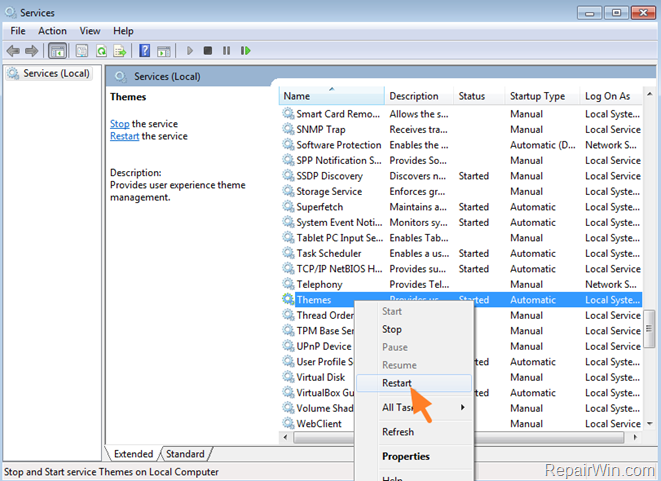 Services
File Action View Help
Services (Local)
Services (Local)
Themes
Stop the service
Restart the service
Description:
Provides user experience theme
management.
Name Description Status Startup Type Log On As
Smart Card Remo... Allows the s... Manual Local Syste...
SNMP Trap Receives tra... Manual Local Service
Software Protection Enables the ... Automatic (D... Network S...
SPP Notification S... Provides So... Manual Local Service
SSDP Discovery Discovers n... Started Manual Local Service
Storage Service Enforces gr... Manual Local Syste...
Superfetch Maintains a... Started Automatic Local Syste...
System Event Noti... Monitors sy... Started Automatic Local Syste...
Tablet PC Input Se... Enables Tab... Manual Local Syste...
Task Scheduler Enables a us... Started Automatic Local Syste...
TCP/IP NetBIOS H... Provides su... Started Automatic Local Service
Telephony Provides Tel... Manual Network S...
Themes Started Automatic Local Syste...
Thread Order Manual Local Service
TPM Base Ser Manual Local Service
UPnP Device Manual Local Service
User Profile S Automatic Local Syste...
Virtual Disk Manual Local Syste...
VirtualBox Gu Automatic Local Syste...
Volume Shad Manual Local Syste...
WebClient Manual Local Service
Start
Stop
Pause
Resume
Restart
All Tas
Refresh
Properties
Help
Extended Standard
Stop and Start service Themes on Local Computer
RepairWin.com